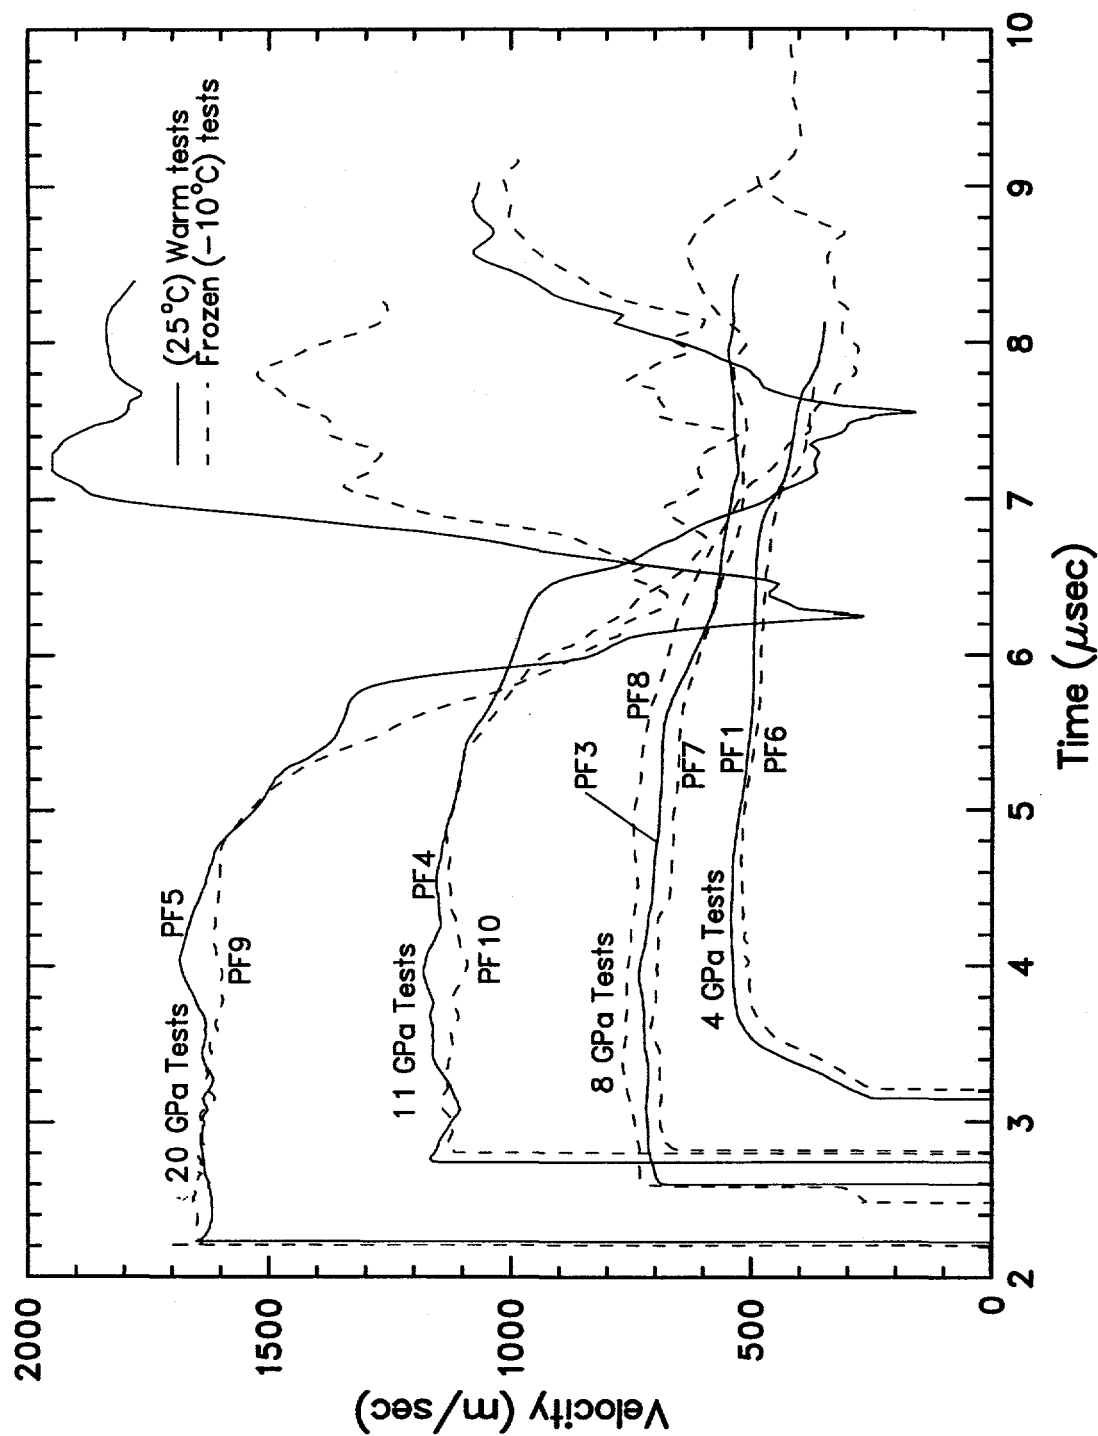 Velocity (m/sec)
2000
1500
1000
500
0
(25°C) Warm tests
Frozen (-10°C) tests
20 GPa Tests
PF5
PF9
11 GPa Tests
PF4
PF10
8 GPa Tests
PF3
PF8
PF7
4 GPa Tests
PF1
PF6
2
3
4
5
6
7
8
9
10
Time (μsec)